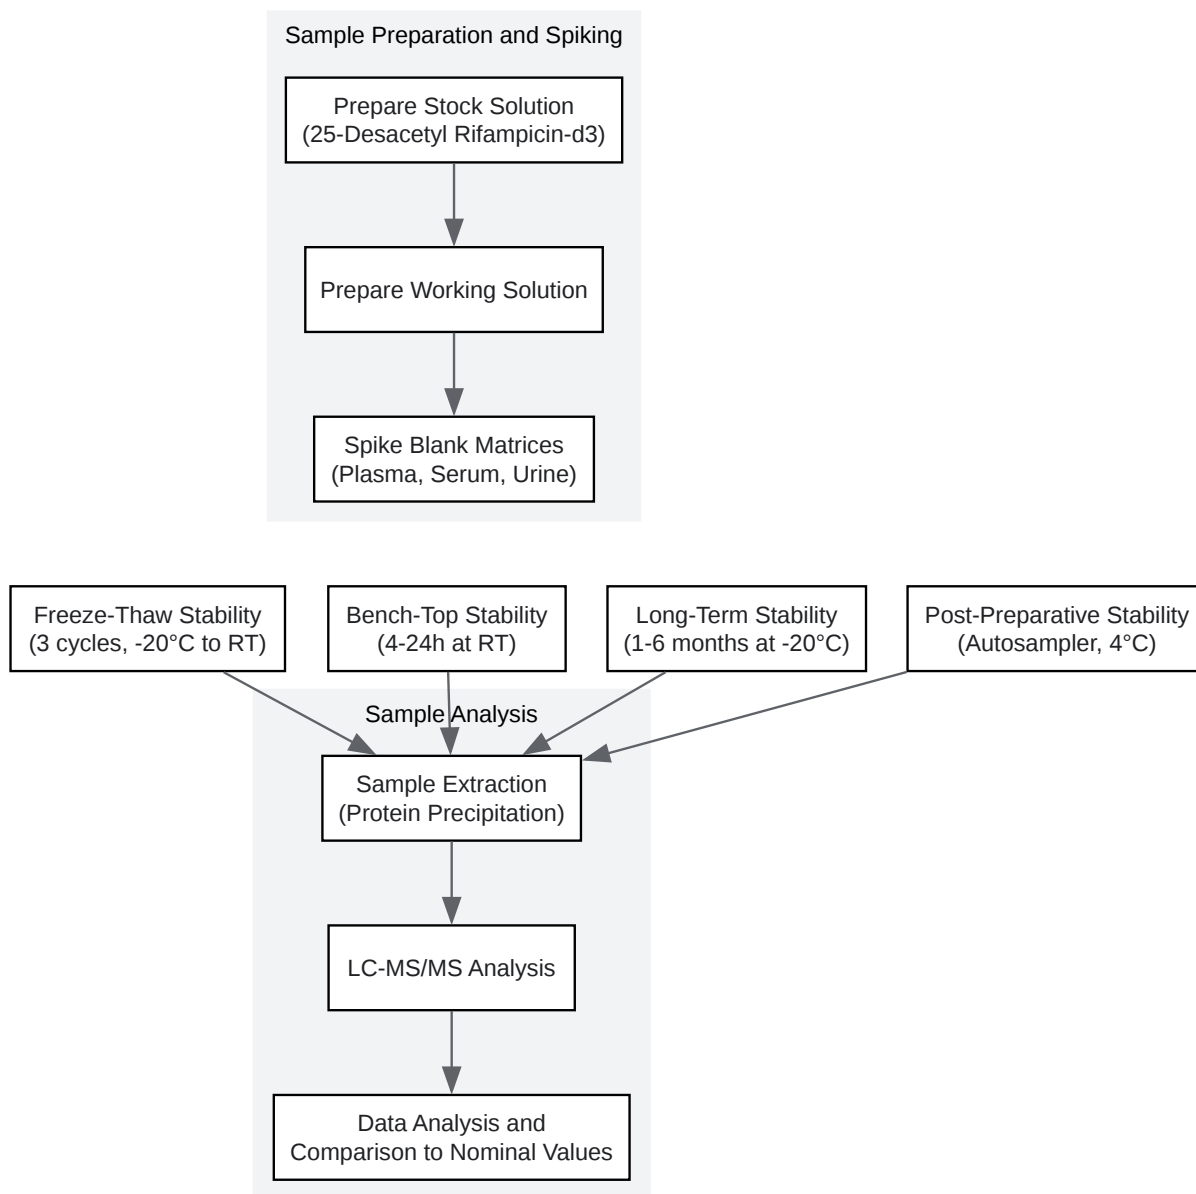 Sample Preparation and Spiking
Prepare Stock Solution
(25-Desacetyl Rifampicin-d3)
Prepare Working Solution
Spike Blank Matrices
(Plasma, Serum, Urine)
Freeze-Thaw Stability
(3 cycles, -20°C to RT)
Bench-Top Stability
(4-24h at RT)
Long-Term Stability
(1-6 months at -20°C)
Post-Preparative Stability
(Autosampler, 4°C)
Sample Analysis
Sample Extraction
(Protein Precipitation)
LC-MS/MS Analysis
Data Analysis and
Comparison to Nominal Values